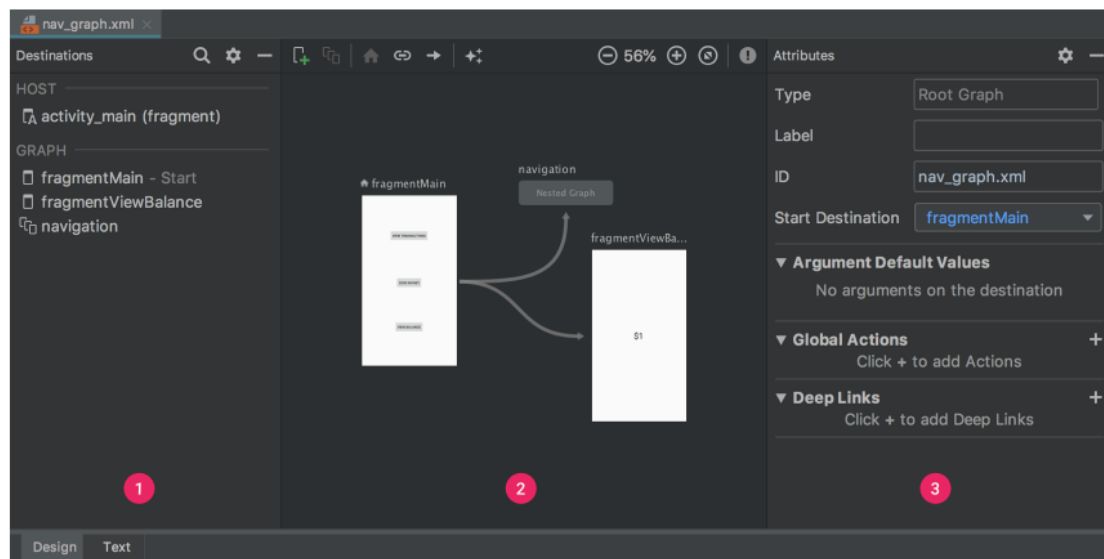 nav_graph.xml
Destinations
HOST
activity_main (fragment)
GRAPH
fragmentMain - Start
fragmentViewBalance
navigation
1
56%
fragmentMain
navigation
Nested Graph
fragmentViewBa...
VIEW BALANCE
$1
2
Attributes
Type Root Graph
Label
ID nav_graph.xml
Start Destination fragmentMain
Argument Default Values
No arguments on the destination
Global Actions +
Click + to add Actions
Deep Links +
Click + to add Deep Links
3
Design Text